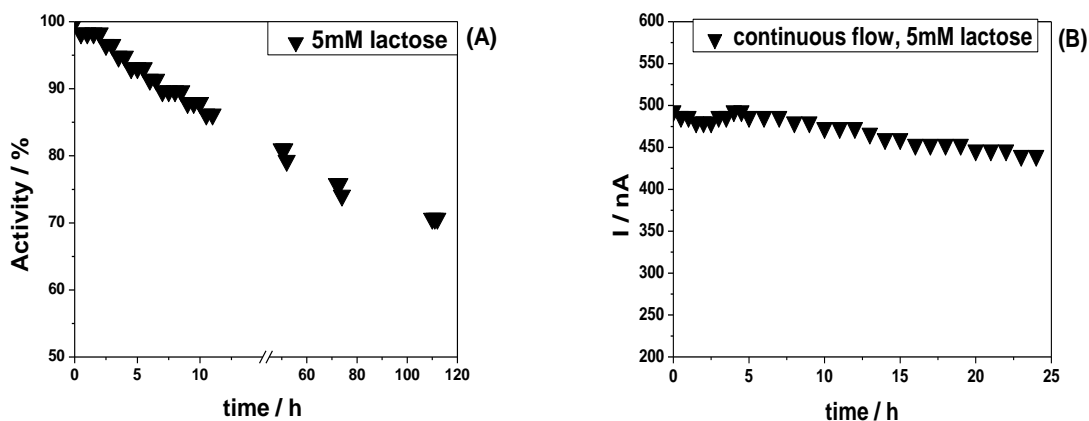 5mM lactose
(A)
Activity / %
100
90
80
70
60
50
0 5 10 60 80 100 120
time / h
continuous flow, 5mM lactose
(B)
I / nA
600
550
500
450
400
350
300
250
200
0 5 10 15 20 25
time / h